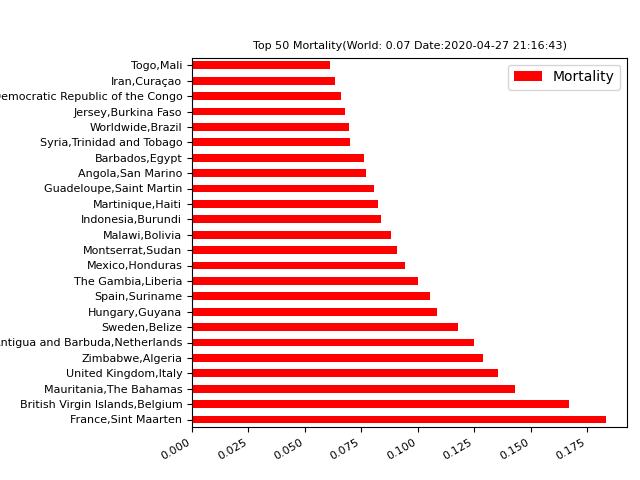 Top 50 Mortality(World: 0.07 Date:2020-04-27 21:16:43)
Mortality
Togo,Mali
Iran,Curaçao
Democratic Republic of the Congo
Jersey,Burkina Faso
Worldwide,Brazil
Syria,Trinidad and Tobago
Barbados,Egypt
Angola,San Marino
Guadeloupe,Saint Martin
Martinique,Haiti
Indonesia,Burundi
Malawi,Bolivia
Montserrat,Sudan
Mexico,Honduras
The Gambia,Liberia
Spain,Suriname
Hungary,Guyana
Sweden,Belize
Antigua and Barbuda,Netherlands
Zimbabwe,Algeria
United Kingdom,Italy
Mauritania,The Bahamas
British Virgin Islands,Belgium
France,Sint Maarten
0.000 0.025 0.050 0.075 0.100 0.125 0.150 0.175